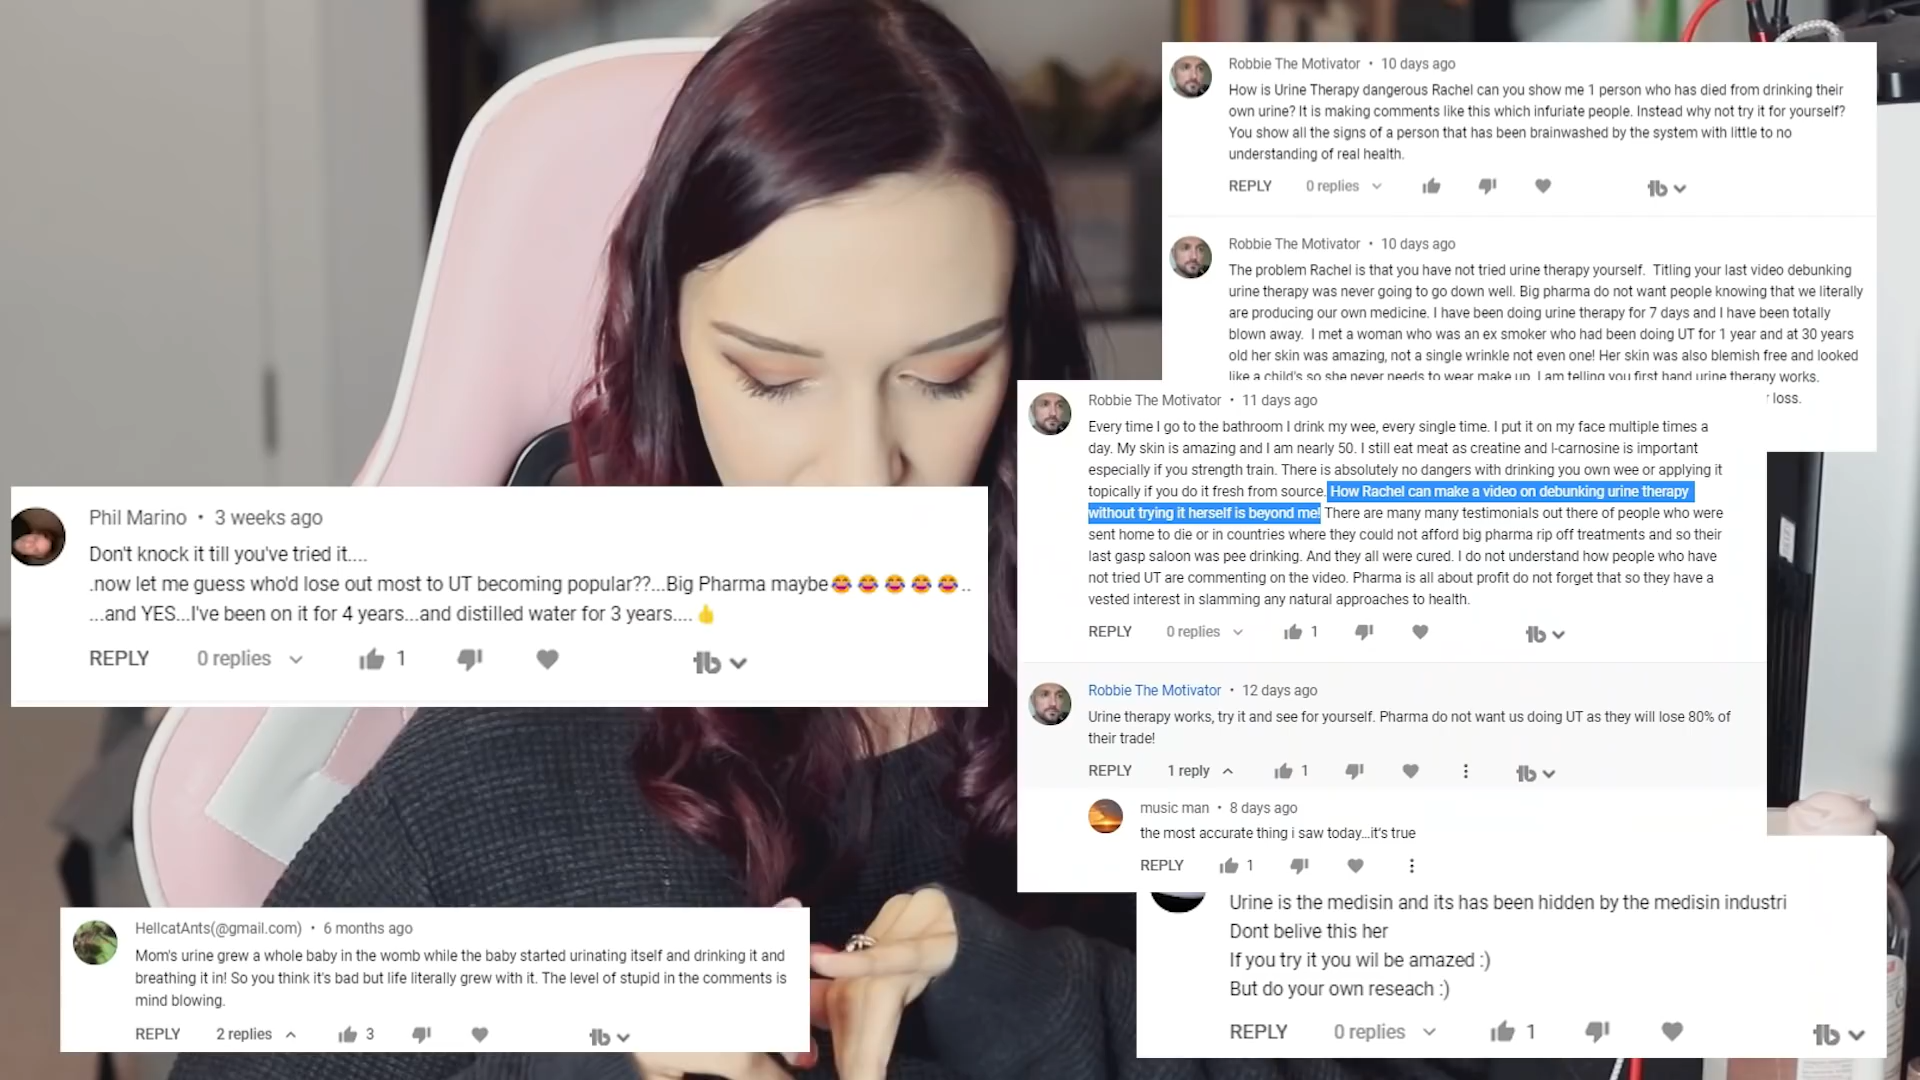 Robbie The Motivator • 10 days ago
How is Urine Therapy dangerous Rachel can you show me 1 person who has died from drinking their
own urine? It is making comments like this which infuriate people. Instead why not try it for yourself?
You show all the signs of a person that has been brainwashed by the system with little to no
understanding of real health.
REPLY 0 replies
Robbie The Motivator • 10 days ago
The problem Rachel is that you have not tried urine therapy yourself. Titling your last video debunking
urine therapy was never going to go down well. Big pharma do not want people knowing that we literally
are producing our own medicine. I have been doing urine therapy for 7 days and I have been totally
blown away. I met a woman who was an ex smoker who had been doing UT for 1 year and at 30 years
old her skin was amazing, not a single wrinkle not even one! Her skin was also blemish free and looked
like a child's so she never needs to wear make up. I am telling you first hand urine therapy works.
loss.
Robbie The Motivator • 11 days ago
Every time I go to the bathroom I drink my wee, every single time. I put it on my face multiple times a
day. My skin is amazing and I am nearly 50. I still eat meat as creatine and l-carnosine is important
especially if you strength train. There is absolutely no dangers with drinking you own wee or applying it
topically if you do it fresh from source. How Rachel can make a video on debunking urine therapy
without trying it herself is beyond me! There are many many testimonials out there of people who were
sent home to die or in countries where they could not afford big pharma rip off treatments and so their
last gasp saloon was pee drinking. And they all were cured. I do not understand how people who have
not tried UT are commenting on the video. Pharma is all about profit do not forget that so they have a
vested interest in slamming any natural approaches to health.
REPLY 0 replies 1
Robbie The Motivator • 12 days ago
Urine therapy works, try it and see for yourself. Pharma do not want us doing UT as they will lose 80% of
their trade!
REPLY 1 reply 1
music man • 8 days ago
the most accurate thing i saw today...it's true
REPLY 1
Phil Marino • 3 weeks ago
Don't knock it till you've tried it....
.now let me guess who'd lose out most to UT becoming popular??...Big Pharma maybe😂😂😂😂😂..
...and YES...I've been on it for 4 years...and distilled water for 3 years....👍
REPLY 0 replies 1
HellcatAnts(@gmail.com) • 6 months ago
Mom's urine grew a whole baby in the womb while the baby started urinating itself and drinking it and
breathing it in! So you think it's bad but life literally grew with it. The level of stupid in the comments is
mind blowing.
REPLY 2 replies 3
Urine is the medisin and its has been hidden by the medisin industri
Dont belive this her
If you try it you wil be amazed :)
But do your own reseach :)
REPLY 0 replies 1